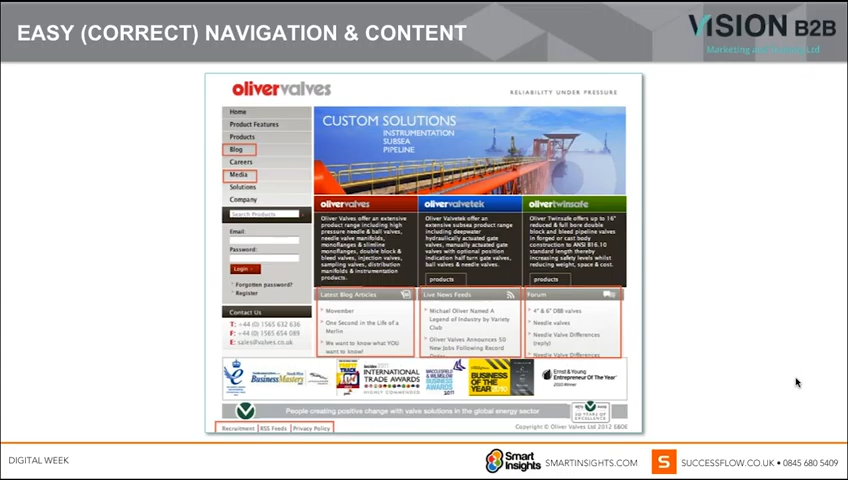 EASY (CORRECT) NAVIGATION & CONTENT
VISION B2B
olivervalves
RELIABILITY UNDER PRESSURE
Home
Product Features
Products
Blog
Careers
Media
Solutions
Company
Search Products
Email:
Password:
Login
Forgotten password?
Register
Contact Us
T: +44 (0) 1565 632 636
F: +44 (0) 1565 654 089
E: sales@valves.co.uk
CUSTOM SOLUTIONS
INSTRUMENTATION
SUBSEA
PIPELINE
olivervalves
Oliver Valves offer an extensive
product range including high
pressure needle & ball valves,
needle valve manifolds,
monoflanges & slimline
monoflanges, double block &
bleed valves, injection valves,
sampling valves, distribution
manifolds & instrumentation
products.
olivervalvetek
Oliver Valvetek offer an
extensive subsea product range
including deepwater
hydraulically actuated gate
valves, manually actuated gate
valves with optional position
indication half turn gate valves,
ball valves & needle valves.
products
olivertwinsafe
Oliver Twinsafe offers up to 16"
reduced & full bore double
block and bleed pipeline valves
in forged or cast body
construction to ANSI B16.10
standard length thereby
increasing safety levels whilst
reducing weight, space & cost.
products
Latest Blog Articles
Movember
One Second in the Life of a
Merlin
We want to know what YOU
want to know!
Live News Feeds
Michael Oliver Named A
Legend of Industry by Variety
Club
Oliver Valves Announces 50
New Jobs Following Record
Forum
4" & 6" DBB valves
Needle valves
Needle Valve Differences
(reply)
Needle Valve Differences
BusinessMasters
FAST
TRACK
INTERNATIONAL
TRADE AWARDS
HIGHLY COMMENDED
MACCLESFIELD
& WILMSLOW
BUSINESS
AWARDS
2011
BUSINESS
OF THE
YEAR 2010
Ernst & Young
Entrepreneur Of The Year
People creating positive change with valve solutions in the global energy sector
Recruitment | RSS Feeds | Privacy Policy
Copyright © Oliver Valves Ltd 2012 E&OE
DIGITAL WEEK
Smart
Insights
SMARTINSIGHTS.COM
S
SUCCESSFLOW.CO.UK • 0845 680 5409